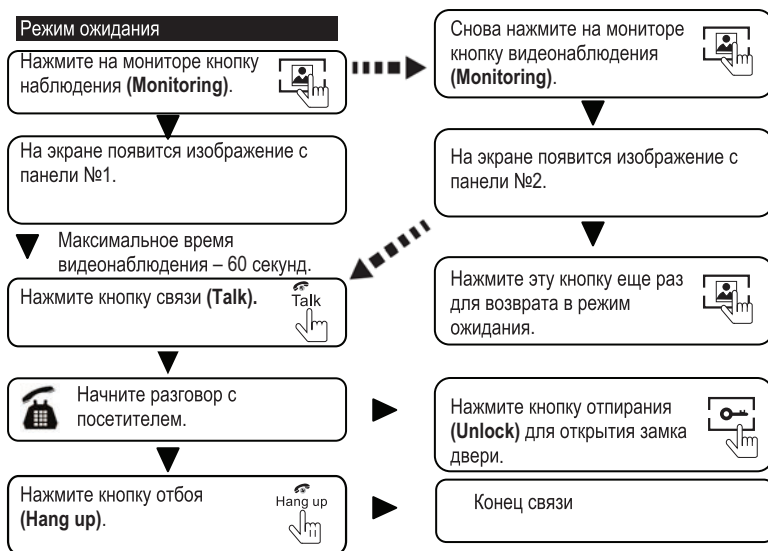 Режим ожидания
Нажмите на мониторе кнопку
наблюдения (Monitoring).
На экране появится изображение с
панели №1.
Максимальное время
видеонаблюдения – 60 секунд.
Нажмите кнопку связи (Talk).
Talk
Начните разговор с
посетителем.
Нажмите кнопку отбоя
(Hang up).
Hang up
Снова нажмите на мониторе
кнопку видеонаблюдения
(Monitoring).
На экране появится изображение с
панели №2.
Нажмите эту кнопку еще раз
для возврата в режим
ожидания.
Нажмите кнопку отпирания
(Unlock) для открытия замка
двери.
Конец связи